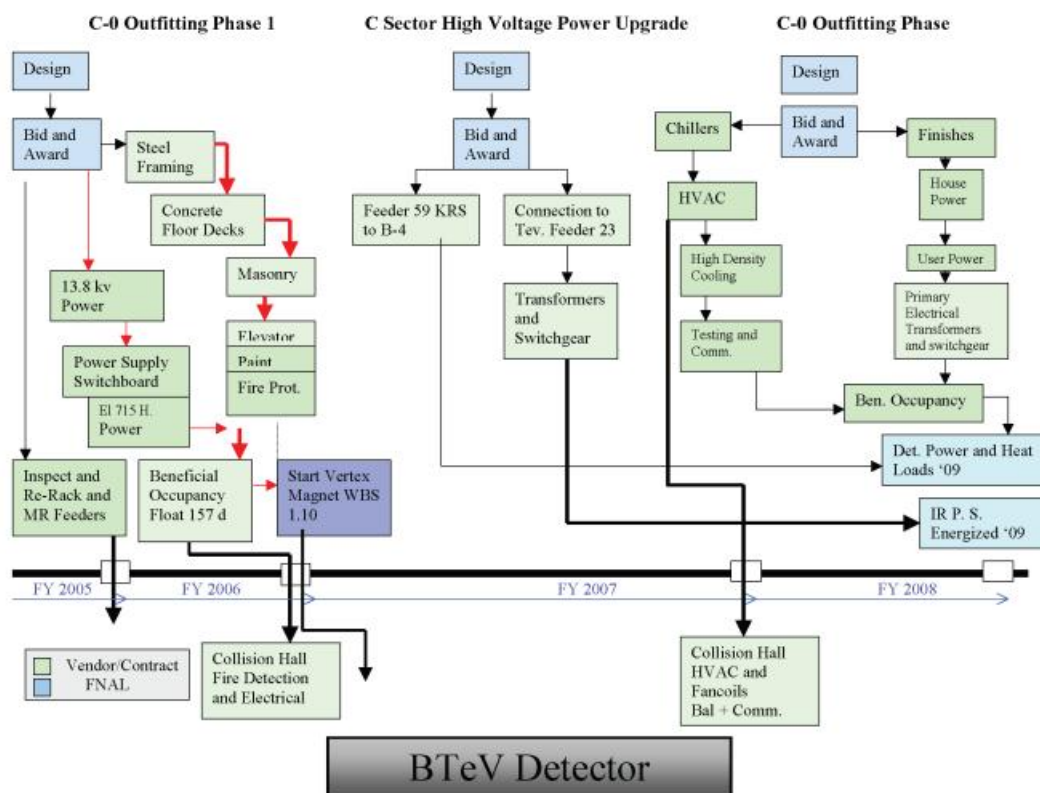 C-0 Outfitting Phase 1
C Sector High Voltage Power Upgrade
C-0 Outfitting Phase
Design
Bid and
Award
Steel
Framing
Concrete
Floor Decks
Masonry
Elevator
Paint
Fire Prot.
13.8 kv
Power
Power Supply
Switchboard
El 715 H.
Power
Inspect and
Re-Rack and
MR Feeders
Beneficial
Occupancy
Float 157 d
Start Vertex
Magnet WBS
1.10
Design
Bid and
Award
Feeder 59 KRS
to B-4
Connection to
Tev. Feeder 23
Transformers
and
Switchgear
Design
Bid and
Award
Chillers
HVAC
High Density
Cooling
Testing and
Comm.
Finishes
House
Power
User Power
Primary
Electrical
Transformers
and switchgear
Ben. Occupancy
Det. Power and Heat
Loads ‘09
IR P. S.
Energized ‘09
FY 2005
FY 2006
FY 2007
FY 2008
Vendor/Contract
FNAL
Collision Hall
Fire Detection
and Electrical
Collision Hall
HVAC and
Fancoils
Bal + Comm.
BTeV Detector